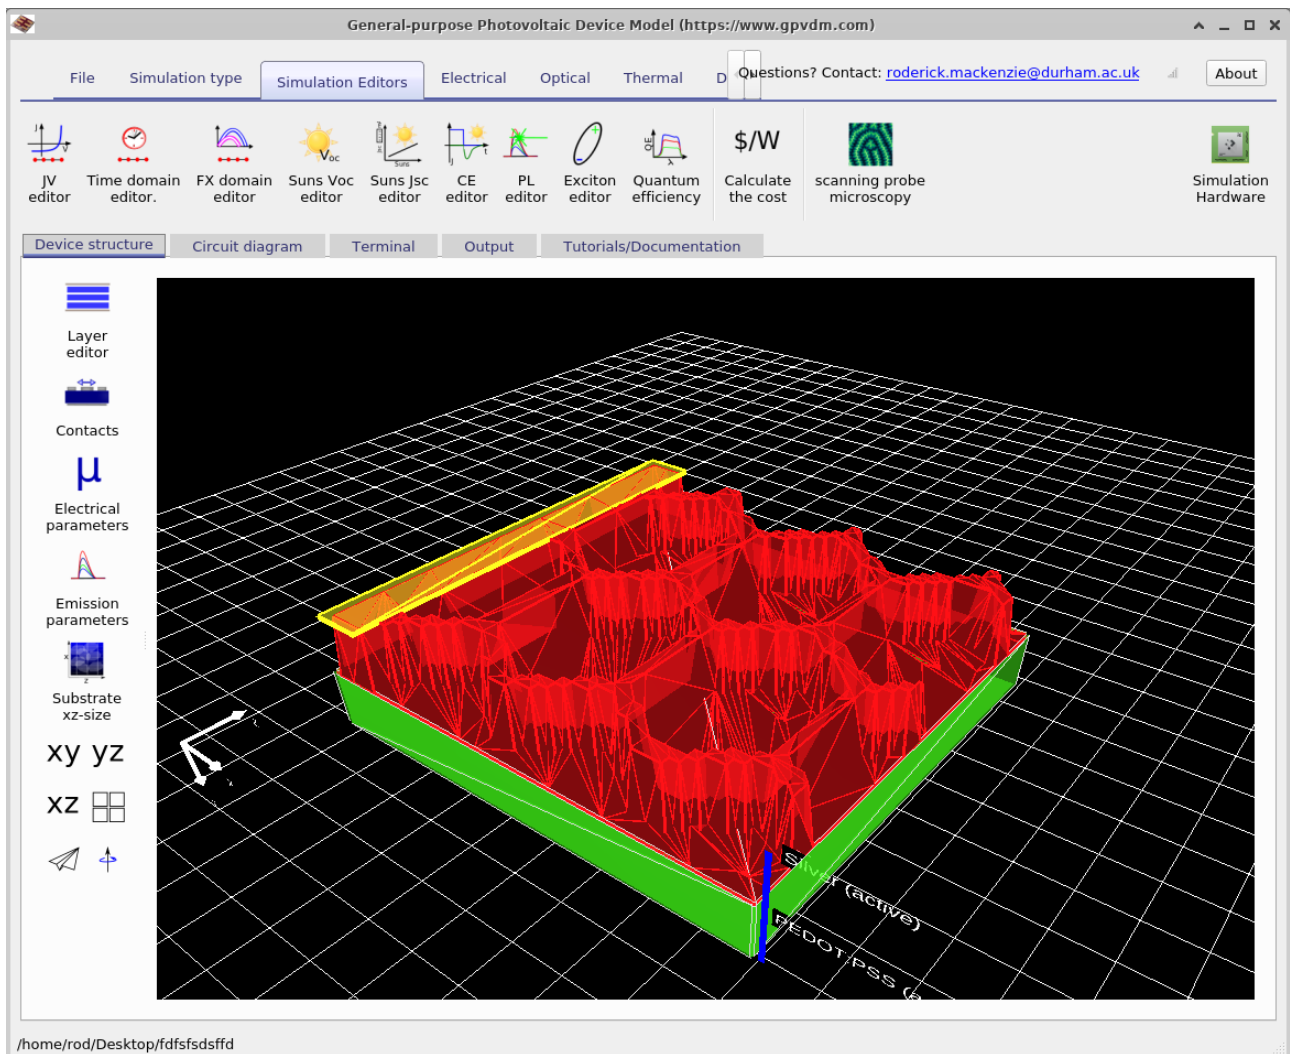 General-purpose Photovoltaic Device Model (https://www.gpvdm.com)
File Simulation type Simulation Editors Electrical Optical Thermal D Questions? Contact: roderick.mackenzie@durham.ac.uk About
JV editor
Time domain editor.
FX domain editor
Suns Voc editor
Suns Jsc editor
CE editor
PL editor
Exciton editor
Quantum efficiency
$/W
Calculate the cost
scanning probe microscopy
Simulation Hardware
Device structure Circuit diagram Terminal Output Tutorials/Documentation
Layer
editor
Contacts
μ
Electrical
parameters
Emission
parameters
Substrate
xz-size
xy yz
xz
Silver (active)
PEDOT:PSS (a
/home/rod/Desktop/fdfsfsdsffd